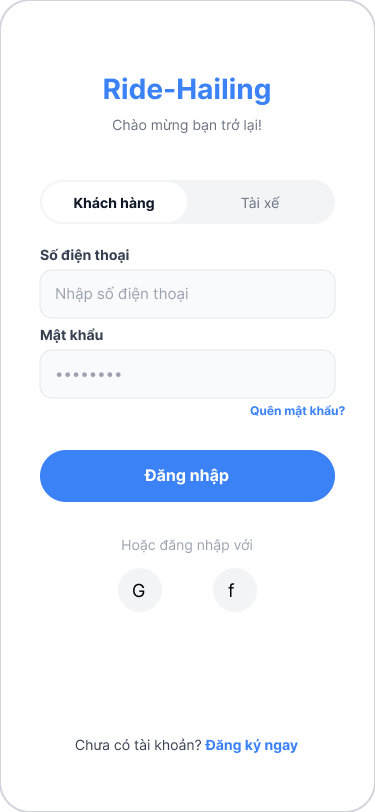 Ride-Hailing
Chào mừng bạn trở lại!
Khách hàng
Tài xế
Số điện thoại
Nhập số điện thoại
Mật khẩu
••••••••
Quên mật khẩu?
Đăng nhập
Hoặc đăng nhập với
G
f
Chưa có tài khoản? Đăng ký ngay